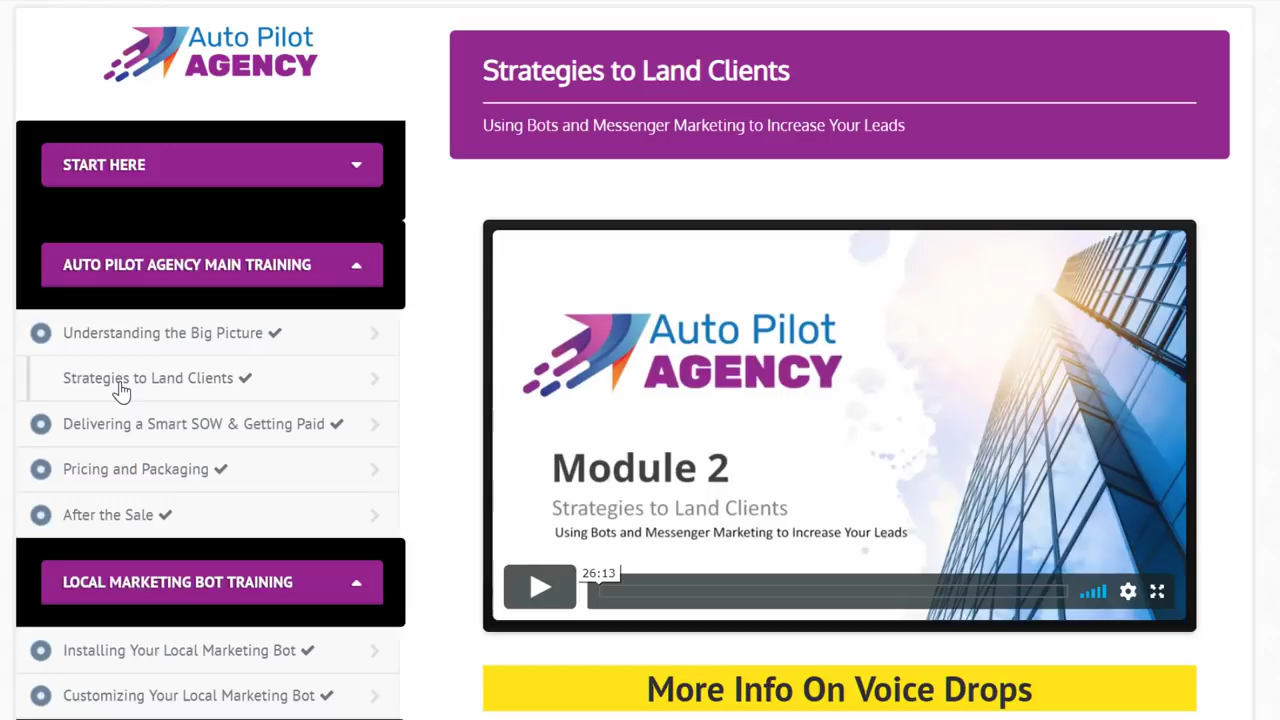 Auto Pilot
AGENCY
START HERE
AUTO PILOT AGENCY MAIN TRAINING
Understanding the Big Picture
Strategies to Land Clients
Delivering a Smart SOW & Getting Paid
Pricing and Packaging
After the Sale
LOCAL MARKETING BOT TRAINING
Installing Your Local Marketing Bot
Customizing Your Local Marketing Bot
Strategies to Land Clients
Using Bots and Messenger Marketing to Increase Your Leads
Auto Pilot
AGENCY
Module 2
Strategies to Land Clients
Using Bots and Messenger Marketing to Increase Your Leads
26:13
More Info On Voice Drops